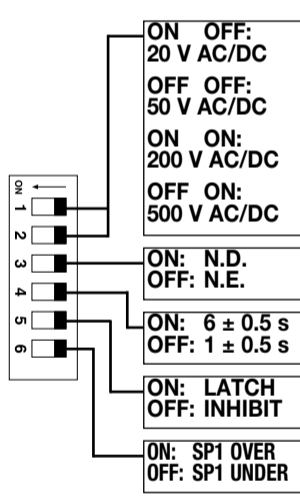 ON OFF:
20 V AC/DC
OFF OFF:
50 V AC/DC
ON ON:
200 V AC/DC
OFF ON:
500 V AC/DC
ON
1
2
3
4
5
6
ON: N.D.
OFF: N.E.
ON: 6 ± 0.5 s
OFF: 1 ± 0.5 s
ON: LATCH
OFF: INHIBIT
ON: SP1 OVER
OFF: SP1 UNDER